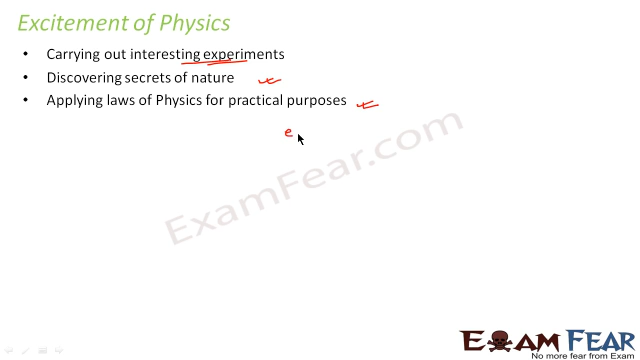 Excitement of Physics
• Carrying out interesting experiments
• Discovering secrets of nature
• Applying laws of Physics for practical purposes
e
ExamFear.com
EXAM FEAR
No more fear from Exam